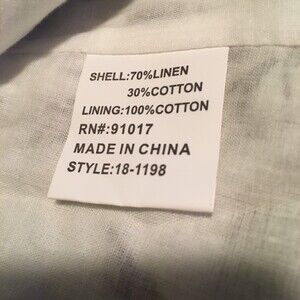 SHELL:70%LINEN
30%COTTON
LINING:100%COTTON
RN#:91017
MADE IN CHINA
STYLE:18-1198